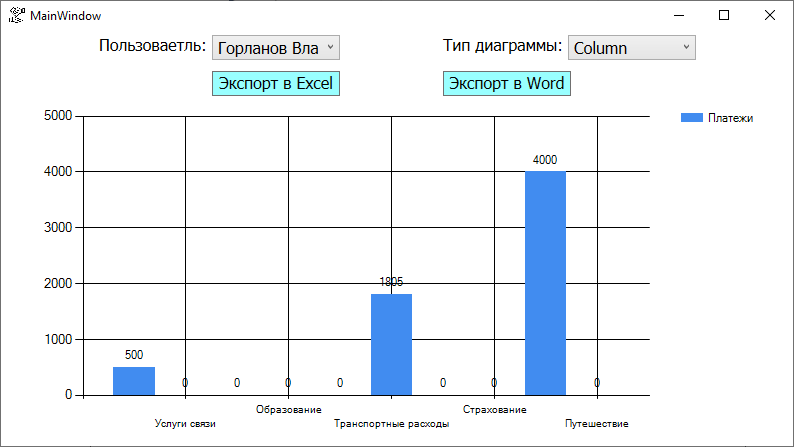 MainWindow
Пользоваетль: Горланов Вла Тип диаграммы: Column
Экспорт в Excel Экспорт в Word
5000
4000
3000
2000
1000
0
500 0 0 0 0 1805 0 0 4000 0
Образование Страхование
Услуги связи Транспортные расходы Путешествие
Платежи